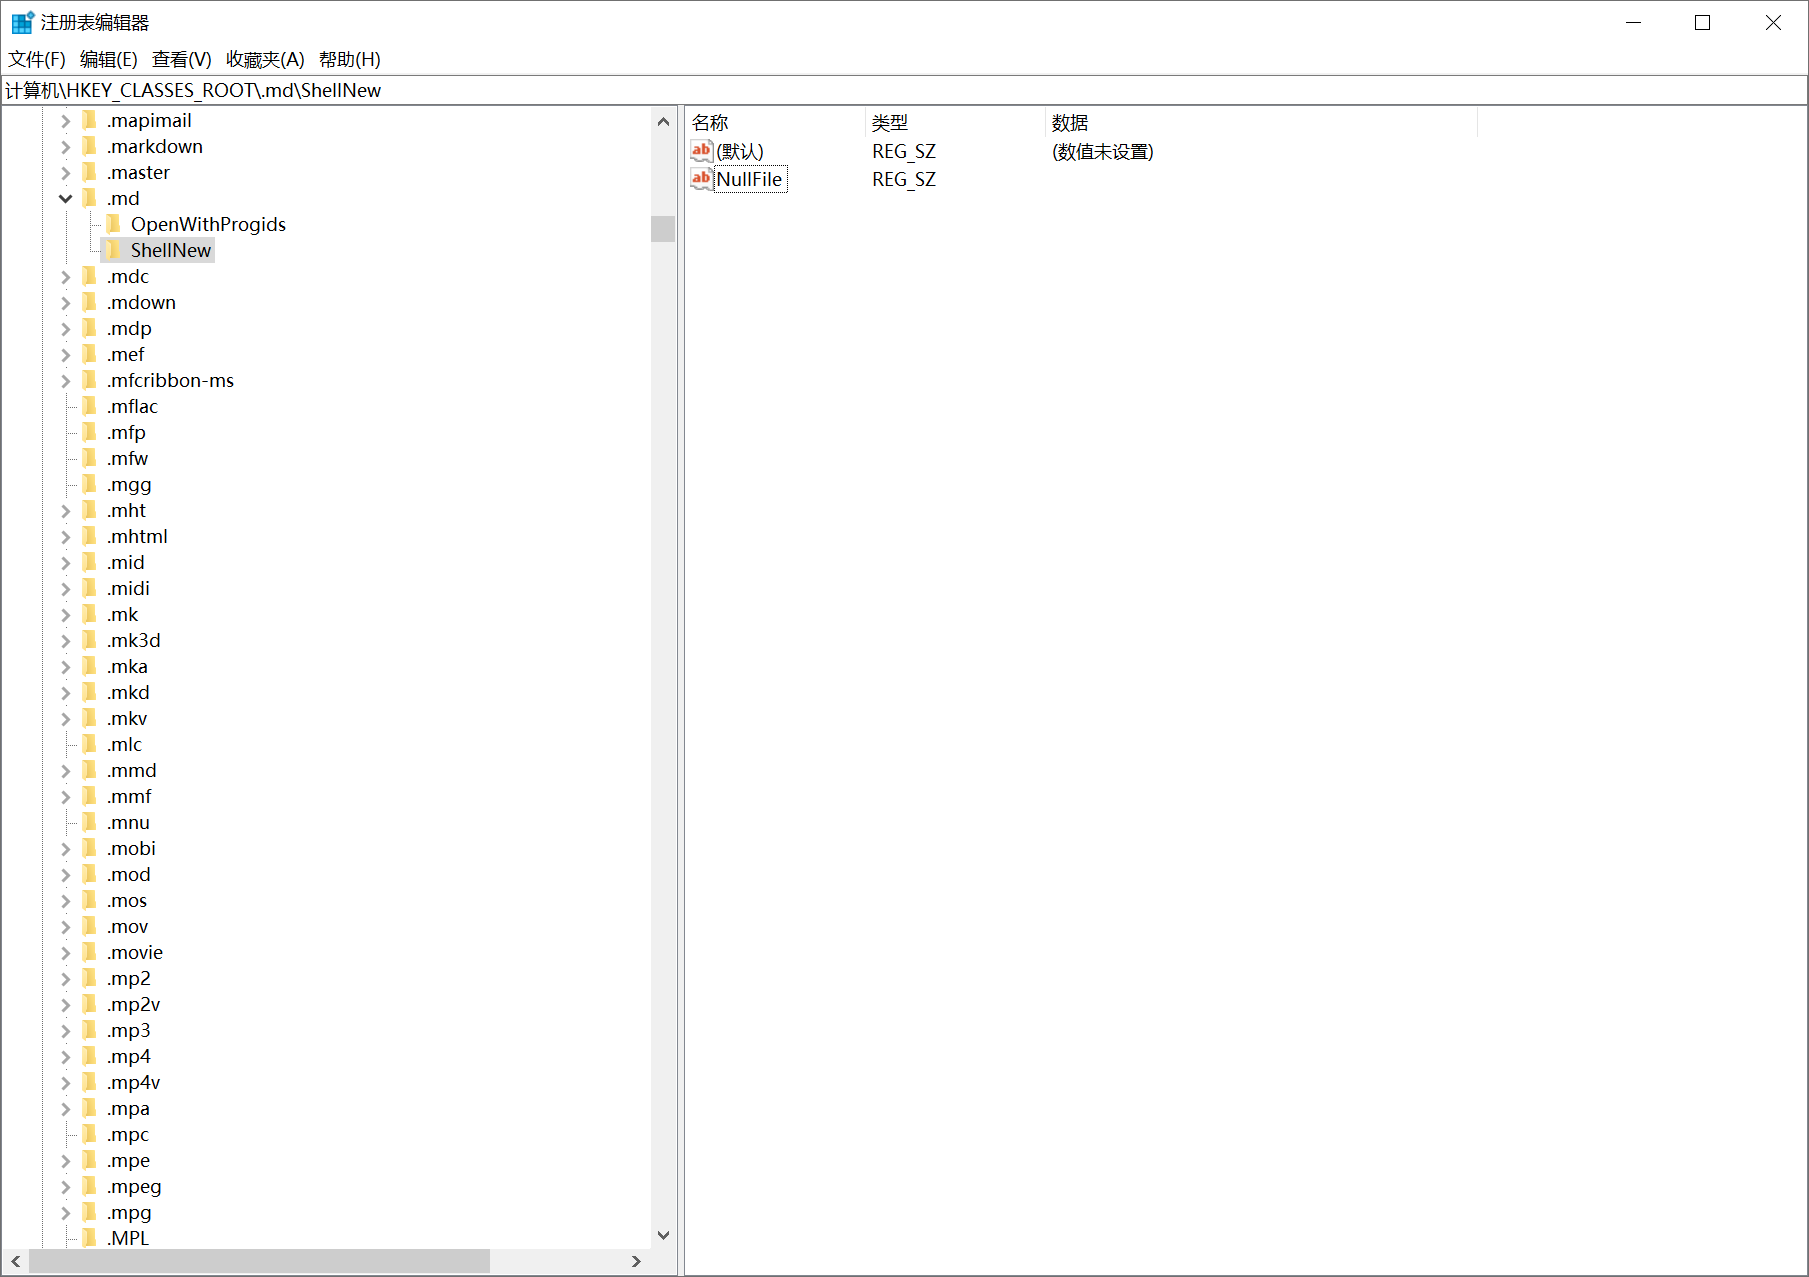 注册表编辑器
文件(F) 编辑(E) 查看(V) 收藏夹(A) 帮助(H)
计算机\HKEY_CLASSES_ROOT\.md\ShellNew
.mapimail
.markdown
.master
.md
OpenWithProgids
ShellNew
.mdc
.mdown
.mdp
.mef
.mfcribbon-ms
.mflac
.mfp
.mfw
.mgg
.mht
.mhtml
.mid
.midi
.mk
.mk3d
.mka
.mkd
.mkv
.mlc
.mmd
.mmf
.mnu
.mobi
.mod
.mos
.mov
.movie
.mp2
.mp2v
.mp3
.mp4
.mp4v
.mpa
.mpc
.mpe
.mpeg
.mpg
.MPL
名称 类型 数据
ab (默认) REG_SZ (数值未设置)
ab NullFile REG_SZ